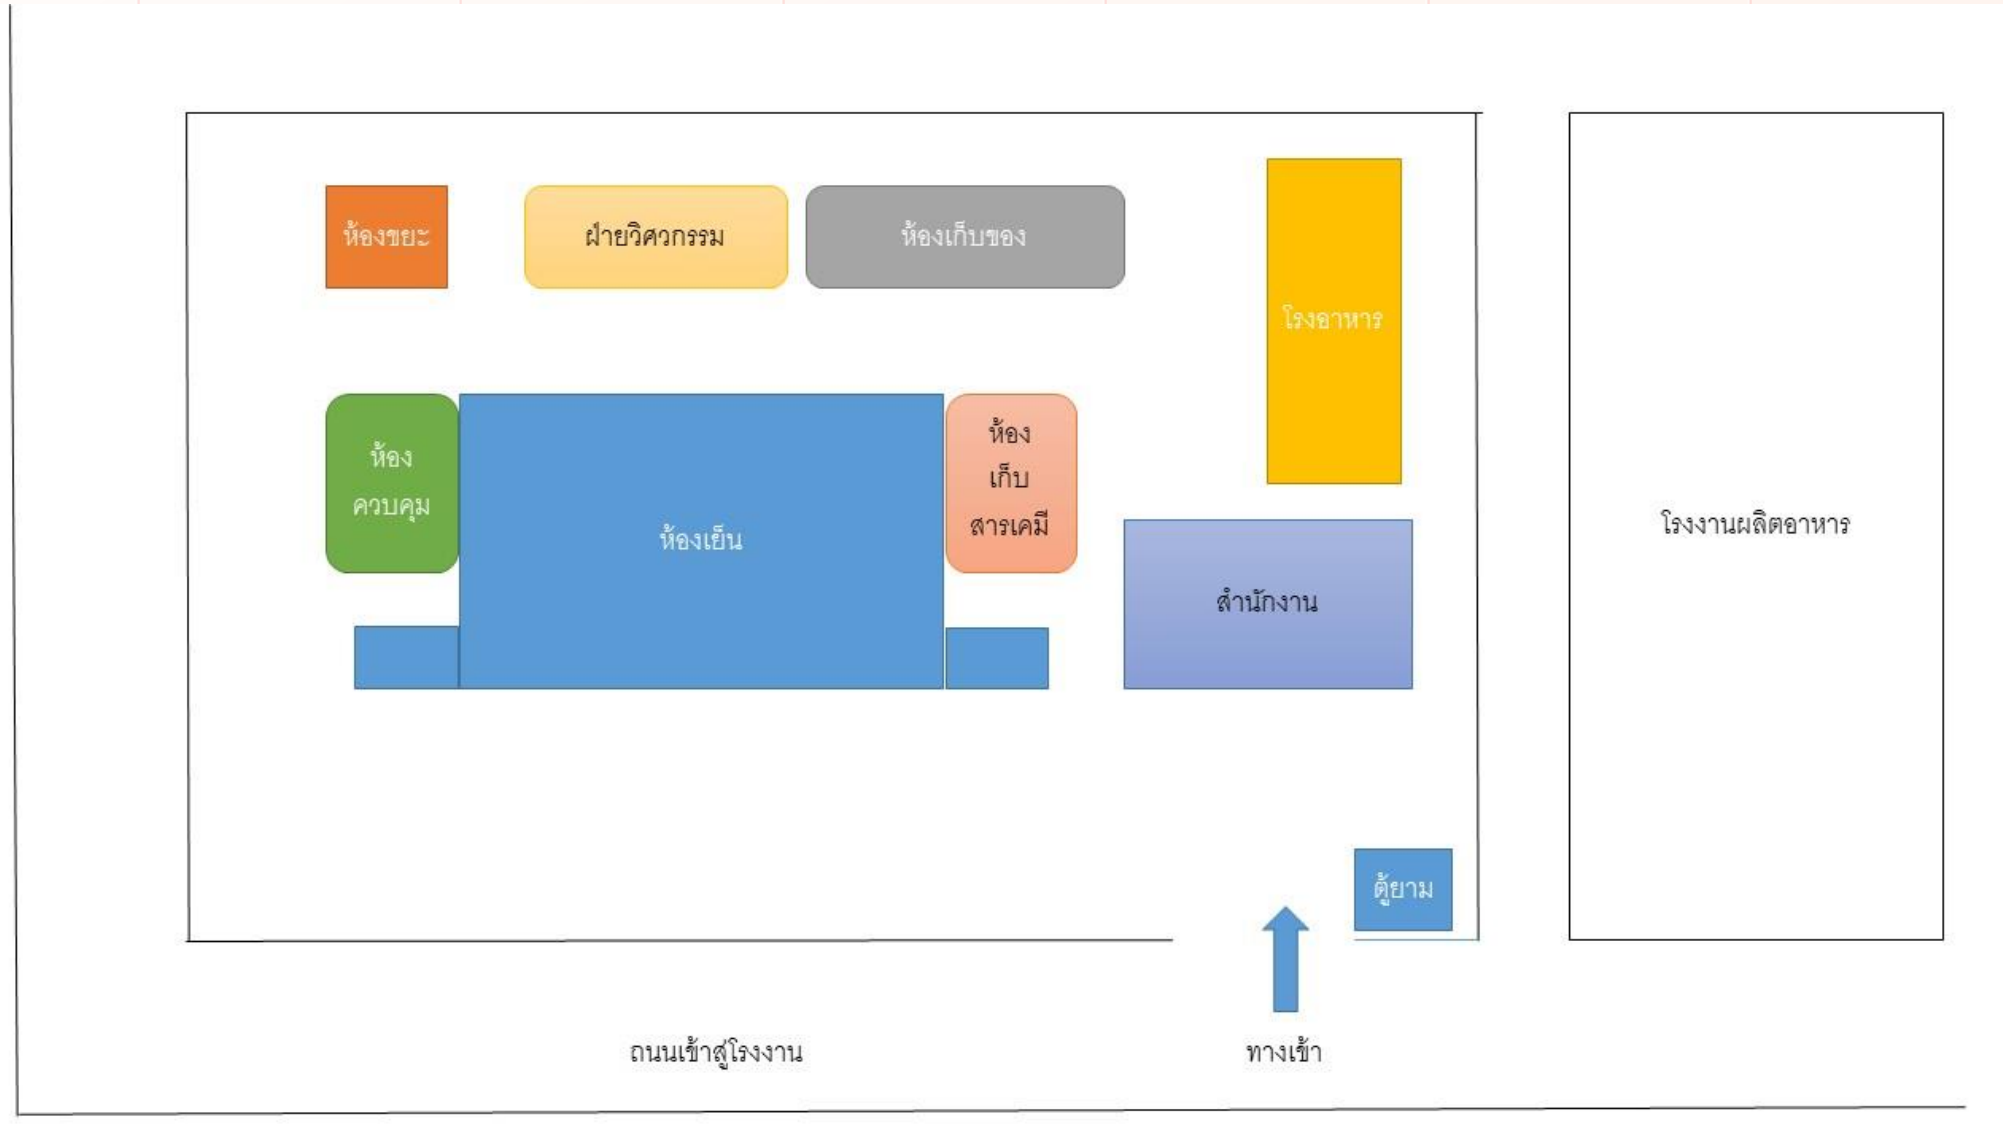 ห้องขยะ
ฝ่ายวิศวกรรม
ห้องเก็บของ
โรงอาหาร
ห้อง
ควบคุม
ห้องเย็น
ห้อง
เก็บ
สารเคมี
สำนักงาน
โรงงานผลิตอาหาร
ตู้ยาม
ถนนเข้าสู่โรงงาน
ทางเข้า